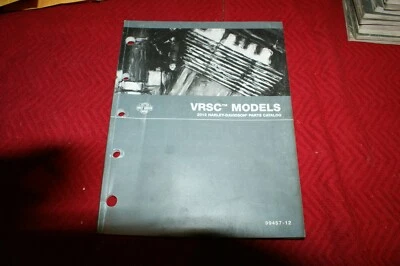 VRSC™ MODELS
2012 HARLEY-DAVIDSON® PARTS CATALOG
99457-12